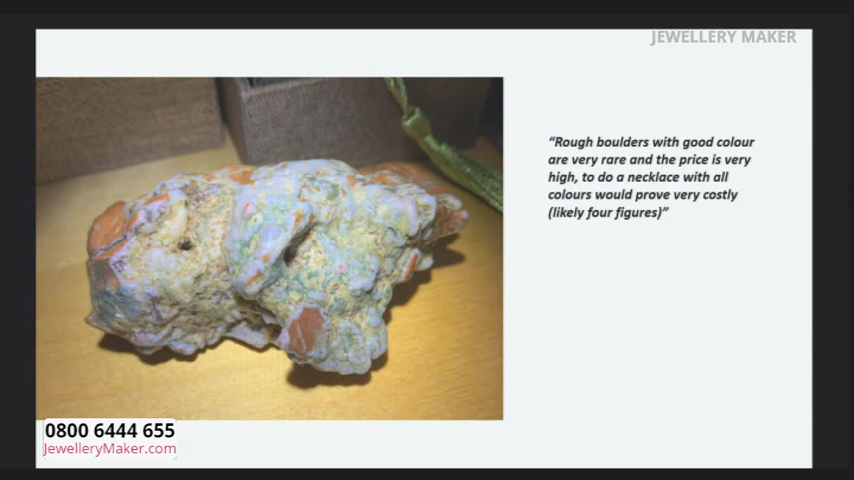 JEWELLERY MAKER
“Rough boulders with good colour
are very rare and the price is very
high, to do a necklace with all
colours would prove very costly
(likely four figures)”
0800 6444 655
JewelleryMaker.com